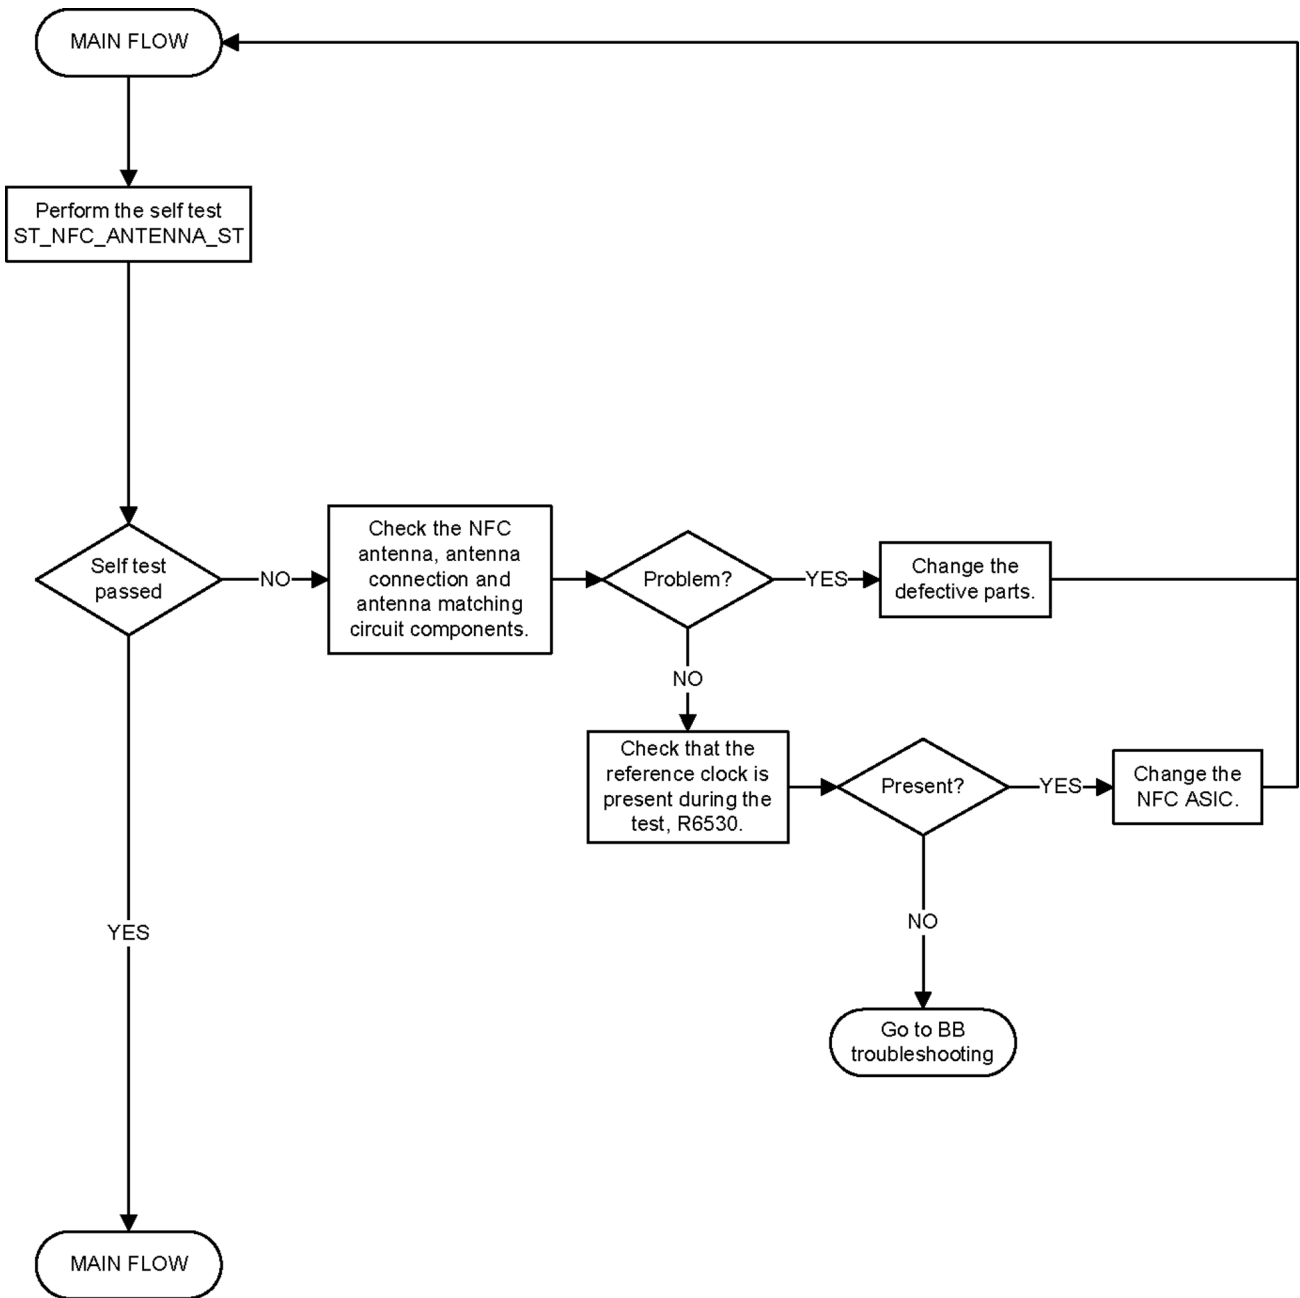 MAIN FLOW
Perform the self test
ST_NFC_ANTENNA_ST
Self test
passed
NO
Check the NFC
antenna, antenna
connection and
antenna matching
circuit components.
Problem?
YES
Change the
defective parts.
NO
Check that the
reference clock is
present during the
test, R6530.
Present?
YES
Change the
NFC ASIC.
NO
Go to BB
troubleshooting
YES
MAIN FLOW